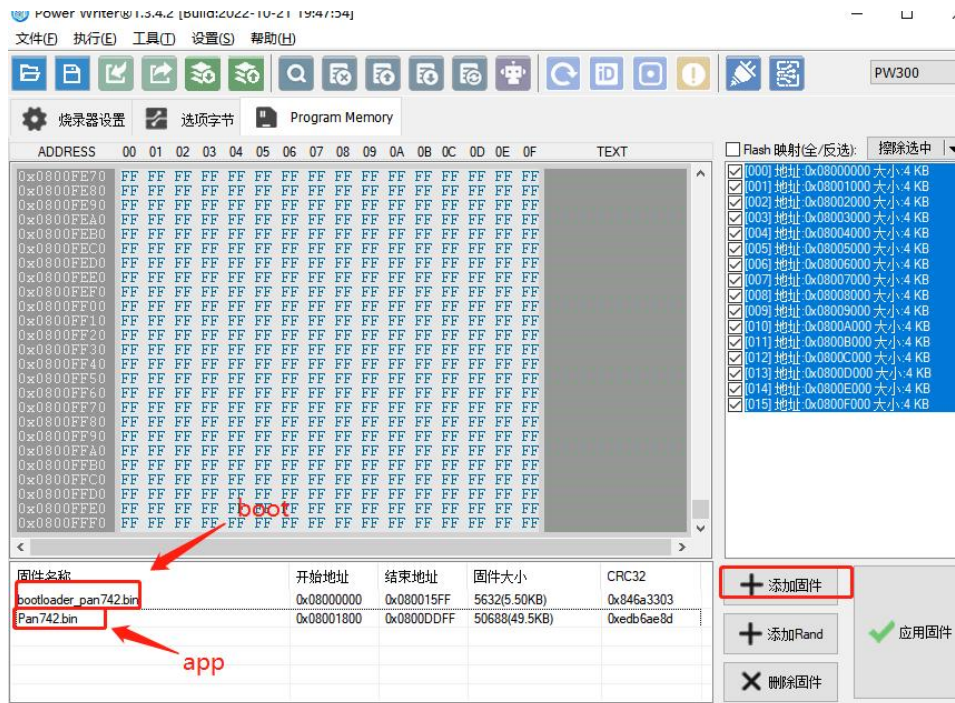 Power Writer® 1.3.4.2 [Build:2022-10-21 19:47:54]
文件(F) 执行(E) 工具(T) 设置(S) 帮助(H)
PW300
烧录器设置 选项字节 Program Memory
ADDRESS 00 01 02 03 04 05 06 07 08 09 0A 0B 0C 0D 0E 0F TEXT
Flash 映射(全/反选): 擦除选中
0x0800FE70 FF FF FF FF FF FF FF FF FF FF FF FF FF FF FF FF
0x0800FE80 FF FF FF FF FF FF FF FF FF FF FF FF FF FF FF FF
0x0800FE90 FF FF FF FF FF FF FF FF FF FF FF FF FF FF FF FF
0x0800FEA0 FF FF FF FF FF FF FF FF FF FF FF FF FF FF FF FF
0x0800FEB0 FF FF FF FF FF FF FF FF FF FF FF FF FF FF FF FF
0x0800FEC0 FF FF FF FF FF FF FF FF FF FF FF FF FF FF FF FF
0x0800FED0 FF FF FF FF FF FF FF FF FF FF FF FF FF FF FF FF
0x0800FEE0 FF FF FF FF FF FF FF FF FF FF FF FF FF FF FF FF
0x0800FEF0 FF FF FF FF FF FF FF FF FF FF FF FF FF FF FF FF
0x0800FF00 FF FF FF FF FF FF FF FF FF FF FF FF FF FF FF FF
0x0800FF10 FF FF FF FF FF FF FF FF FF FF FF FF FF FF FF FF
0x0800FF20 FF FF FF FF FF FF FF FF FF FF FF FF FF FF FF FF
0x0800FF30 FF FF FF FF FF FF FF FF FF FF FF FF FF FF FF FF
0x0800FF40 FF FF FF FF FF FF FF FF FF FF FF FF FF FF FF FF
0x0800FF50 FF FF FF FF FF FF FF FF FF FF FF FF FF FF FF FF
0x0800FF60 FF FF FF FF FF FF FF FF FF FF FF FF FF FF FF FF
0x0800FF70 FF FF FF FF FF FF FF FF FF FF FF FF FF FF FF FF
0x0800FF80 FF FF FF FF FF FF FF FF FF FF FF FF FF FF FF FF
0x0800FF90 FF FF FF FF FF FF FF FF FF FF FF FF FF FF FF FF
0x0800FFA0 FF FF FF FF FF FF FF FF FF FF FF FF FF FF FF FF
0x0800FFB0 FF FF FF FF FF FF FF FF FF FF FF FF FF FF FF FF
0x0800FFC0 FF FF FF FF FF FF FF FF FF FF FF FF FF FF FF FF
0x0800FFD0 FF FF FF FF FF FF FF FF FF FF FF FF FF FF FF FF
0x0800FFE0 FF FF FF FF FF FF FF FF FF FF FF FF FF FF FF FF
0x0800FFF0 FF FF FF FF FF FF FF FF FF FF FF FF FF FF FF FF
[000] 地址:0x08000000 大小:4 KB
[001] 地址:0x08001000 大小:4 KB
[002] 地址:0x08002000 大小:4 KB
[003] 地址:0x08003000 大小:4 KB
[004] 地址:0x08004000 大小:4 KB
[005] 地址:0x08005000 大小:4 KB
[006] 地址:0x08006000 大小:4 KB
[007] 地址:0x08007000 大小:4 KB
[008] 地址:0x08008000 大小:4 KB
[009] 地址:0x08009000 大小:4 KB
[010] 地址:0x0800A000 大小:4 KB
[011] 地址:0x0800B000 大小:4 KB
[012] 地址:0x0800C000 大小:4 KB
[013] 地址:0x0800D000 大小:4 KB
[014] 地址:0x0800E000 大小:4 KB
[015] 地址:0x0800F000 大小:4 KB
boot
固件名称 开始地址 结束地址 固件大小 CRC32
bootloader_pan742.bin 0x08000000 0x080015FF 5632(5.50KB) 0x846a3303
Pan742.bin 0x08001800 0x0800DDFF 50688(49.5KB) 0xedb6ae8d
app
添加固件
添加Rand
删除固件
应用固件